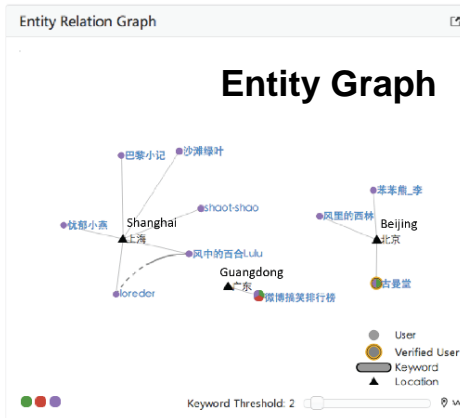 Entity Relation Graph
Entity Graph
巴黎小记
沙滩绿叶
苯苯熊_李
shaot-shao
风里的西林
忧郁小燕
Shanghai
上海
Beijing
北京
风中的百合Lulu
Guangdong
广东
loreder
微博搞笑排行榜
古曼堂
User
Verified User
Keyword
Location
Keyword Threshold: 2